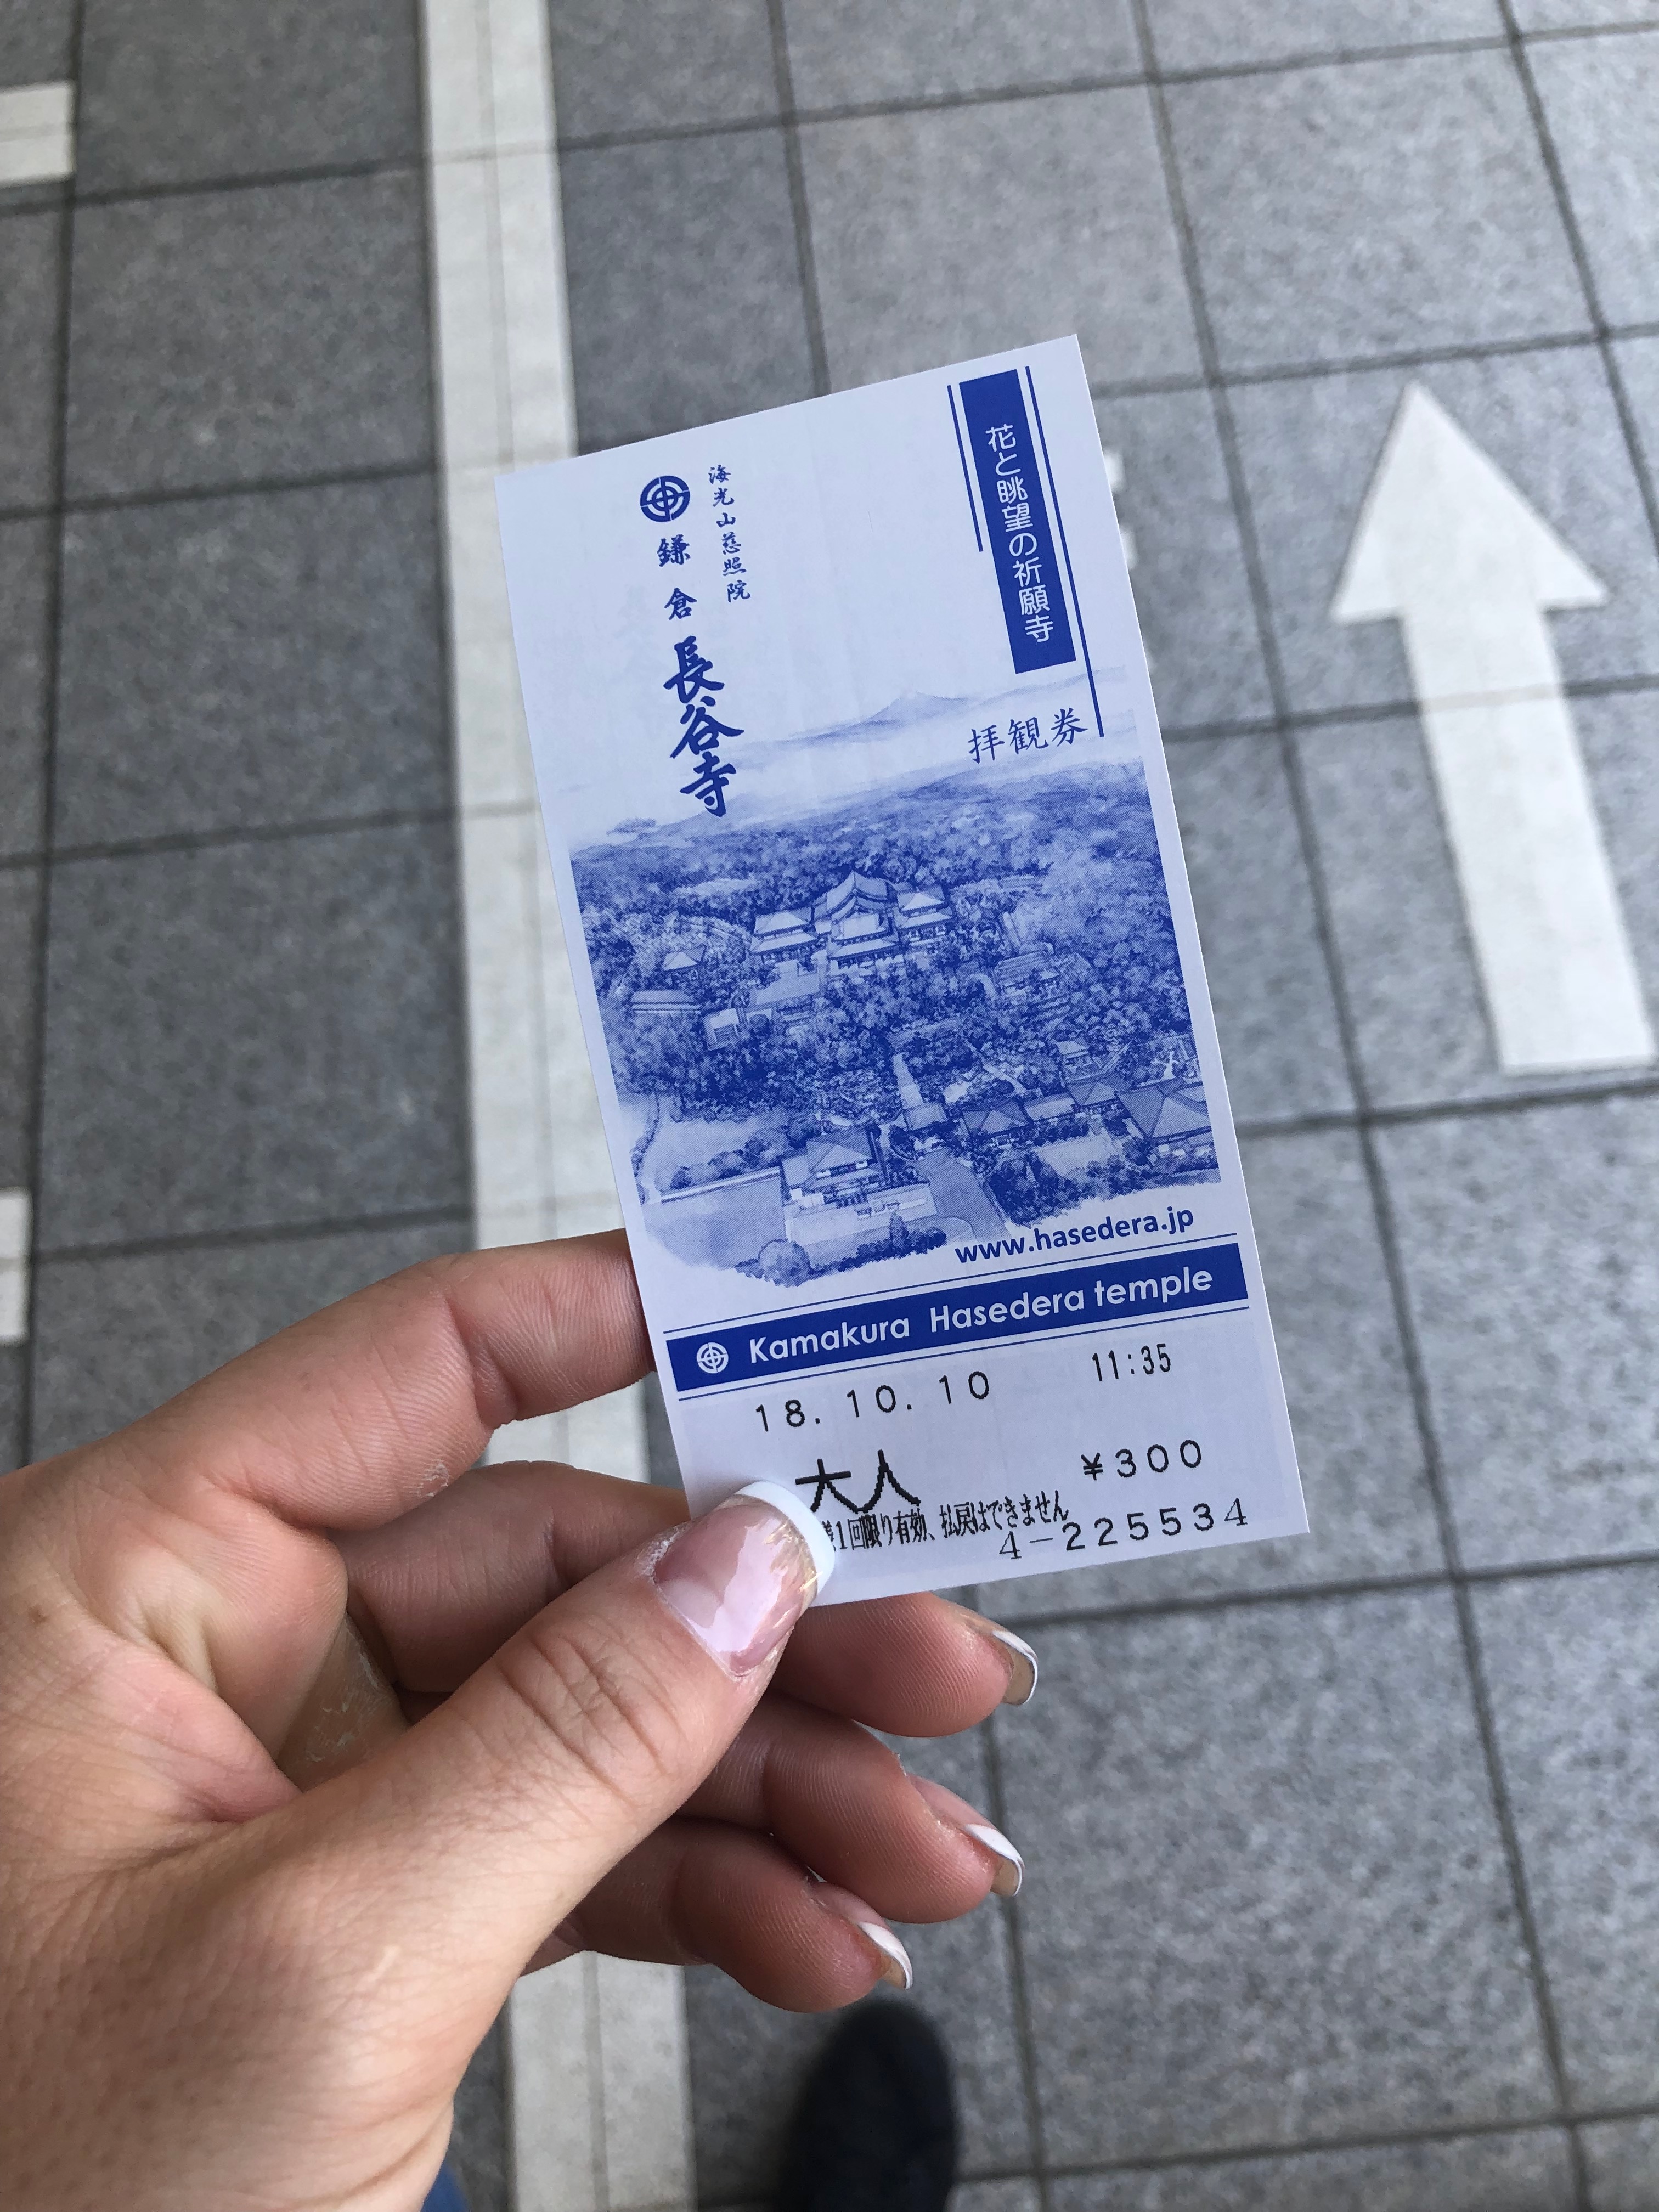 花と眺望の祈願寺
拝観券
海光山慈照院
鎌倉
長谷寺
www.hasedera.jp
Kamakura Hasedera temple
18.10.10 11:35
大人 ¥300
1回限り有効、払戻はできません
4-225534